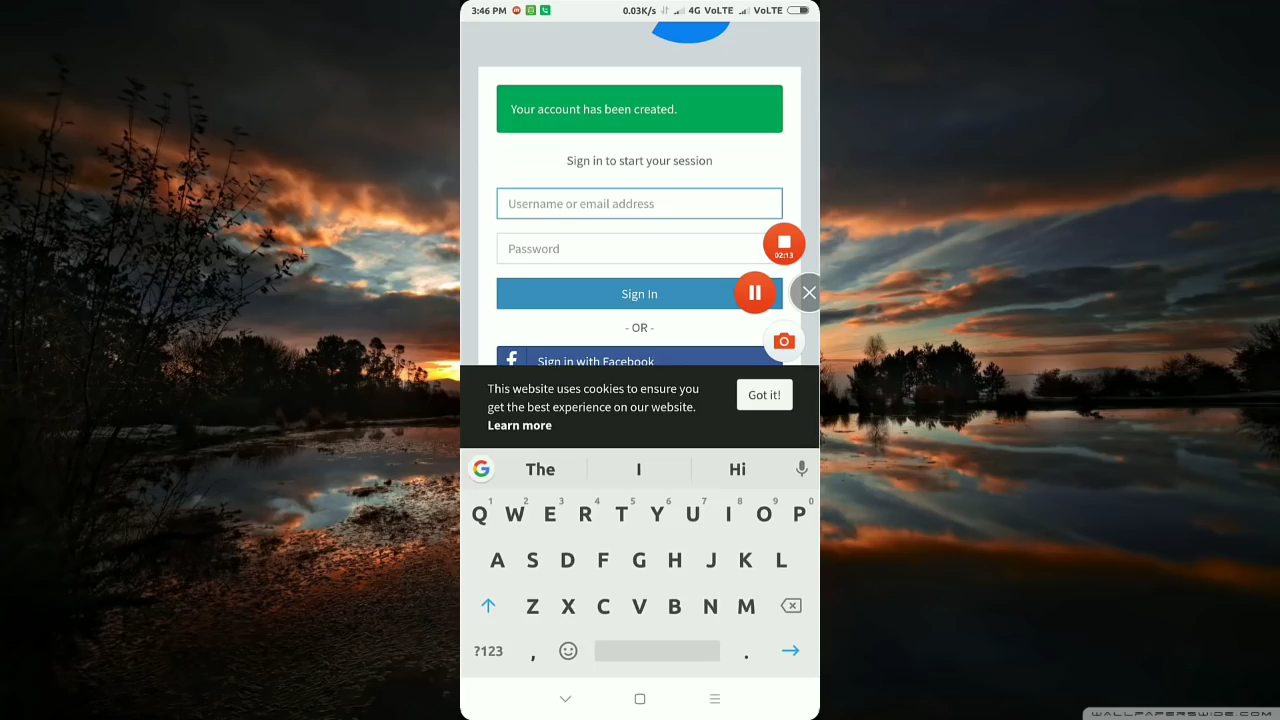 3:46 PM 0.03K/s 4G VoLTE VoLTE
Your account has been created.
Sign in to start your session
Username or email address
Password
02:13
Sign In
- OR -
f Sign in with Facebook
This website uses cookies to ensure you
get the best experience on our website.
Learn more
Got it!
G The I Hi
1 2 3 4 5 6 7 8 9 0
Q W E R T Y U I O P
A S D F G H J K L
Z X C V B N M
?123 , .
WALLPAPERSWIDE.COM